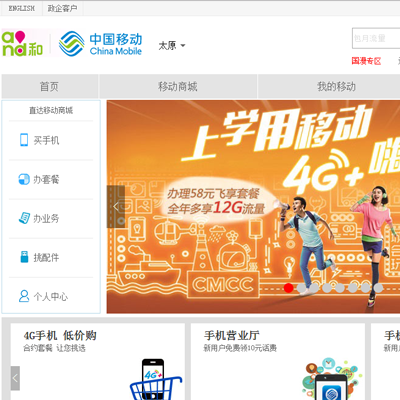 ENGLISH 政企客户
and和
中国移动
China Mobile
太原
包月流量
国漫专区
首页 移动商城 我的移动
直达移动商城
买手机
办套餐
办业务
挑配件
个人中心
上学用移动
4G+
嗨
办理58元飞享套餐
全年多享12G流量
CMCC
4G手机 低价购
合约套餐 让您挑选
手机营业厅
新用户免费领10元话费
手
新用